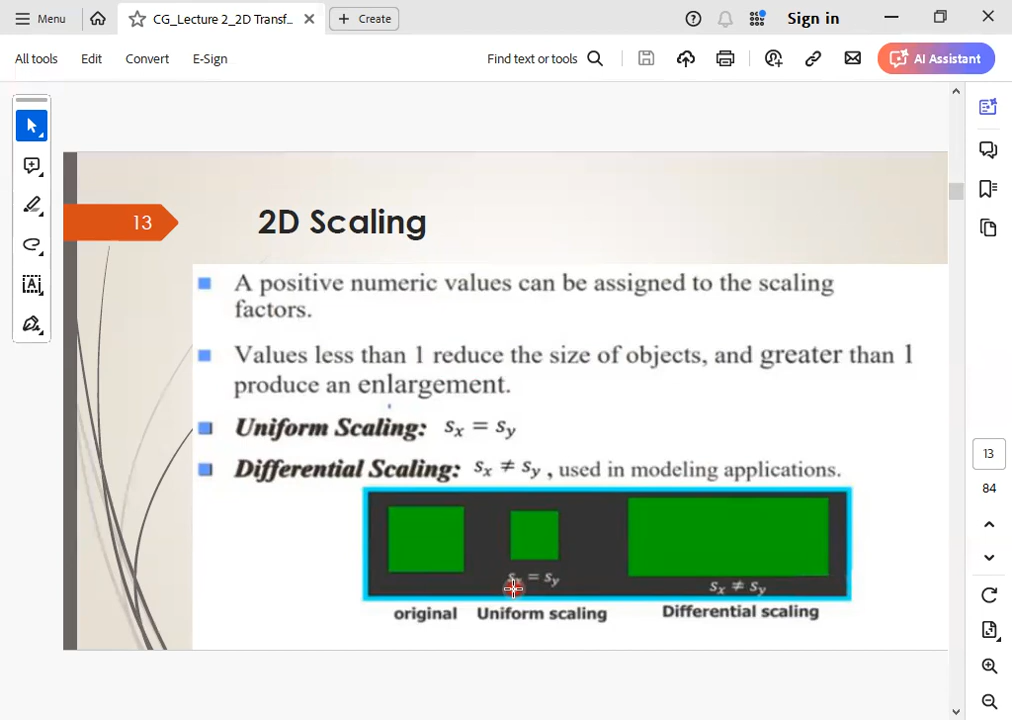 Menu
CG_Lecture 2_2D Transf...
Create
Sign in
All tools
Edit
Convert
E-Sign
Find text or tools
AI Assistant
13
2D Scaling
A positive numeric values can be assigned to the scaling
factors.
Values less than 1 reduce the size of objects, and greater than 1
produce an enlargement.
Uniform Scaling: sx = sy
Differential Scaling: sx ≠ sy , used in modeling applications.
sx = sy
sx ≠ sy
original
Uniform scaling
Differential scaling
13
84